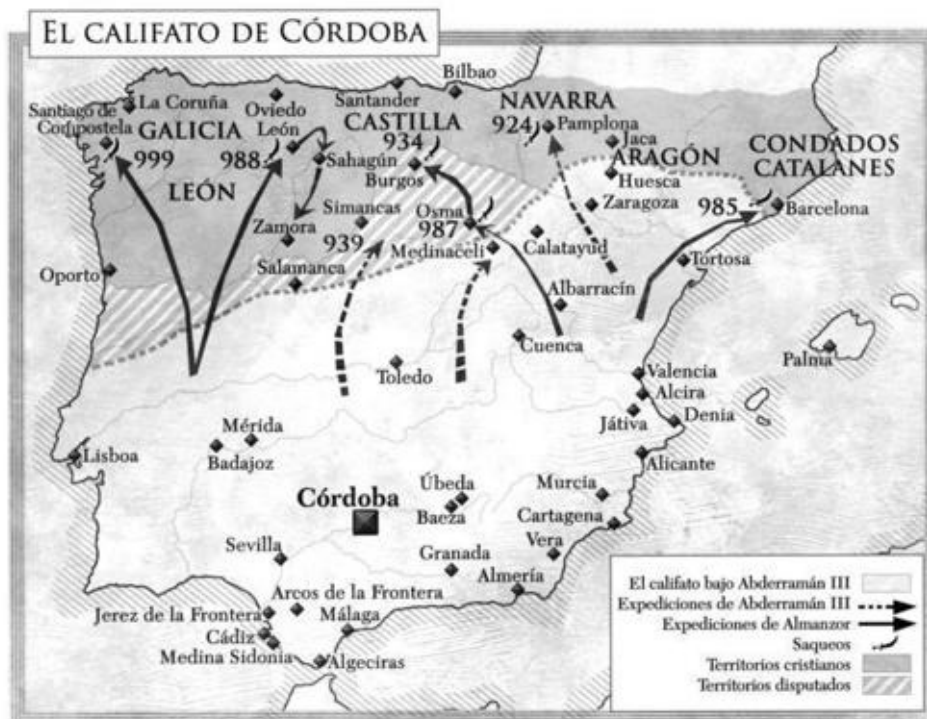 EL CALIFATO DE CÓRDOBA
Bilbao
Santander
Oviedo
La Coruña
Santiago de
Compostela
GALICIA
999
León
988
LEÓN
Sahagún
CASTILLA
934
Burgos
NAVARRA
924
Pamplona
Jaca
ARAGÓN
Huesca
Zaragoza
CONDADOS
CATALANES
985
Barcelona
Zamora
Simancas
939
Osma
987
Medinaceli
Calatayud
Tortosa
Oporto
Salamanca
Albarracín
Cuenca
Toledo
Palma
Valencia
Alcira
Játiva
Denia
Alicante
Lisboa
Mérida
Badajoz
Córdoba
Úbeda
Baeza
Murcia
Cartagena
Vera
Sevilla
Granada
Almería
Arcos de la Frontera
Jerez de la Frontera
Málaga
Cádiz
Medina Sidonia
Algeciras
El califato bajo Abderramán III
Expediciones de Abderramán III
Expediciones de Almanzor
Saqueos
Territorios cristianos
Territorios disputados